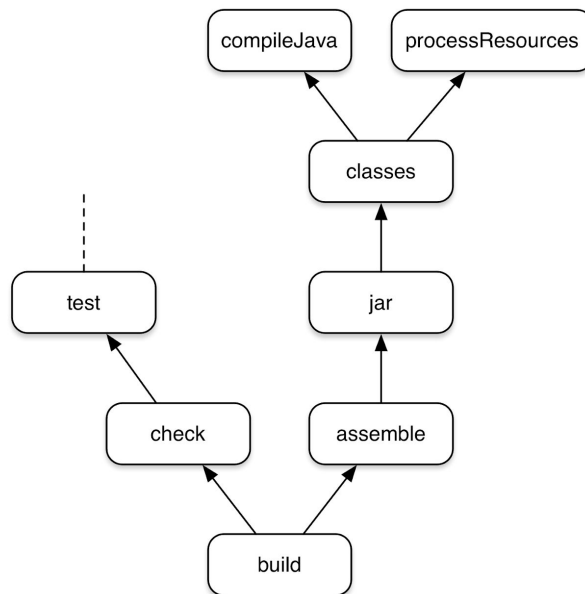 compileJava
processResources
classes
test
jar
check
assemble
build